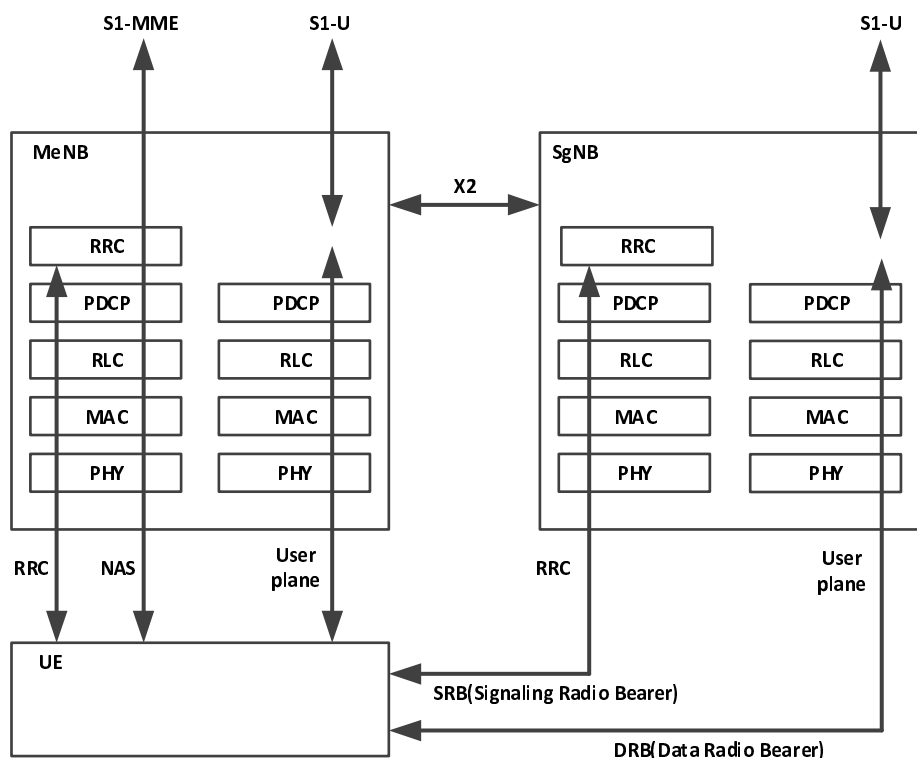 S1-MME
S1-U
S1-U
MeNB
SgNB
X2
RRC
RRC
PDCP
PDCP
PDCP
PDCP
RLC
RLC
RLC
RLC
MAC
MAC
MAC
MAC
PHY
PHY
PHY
PHY
RRC
NAS
User
plane
RRC
User
plane
UE
SRB(Signaling Radio Bearer)
DRB(Data Radio Bearer)